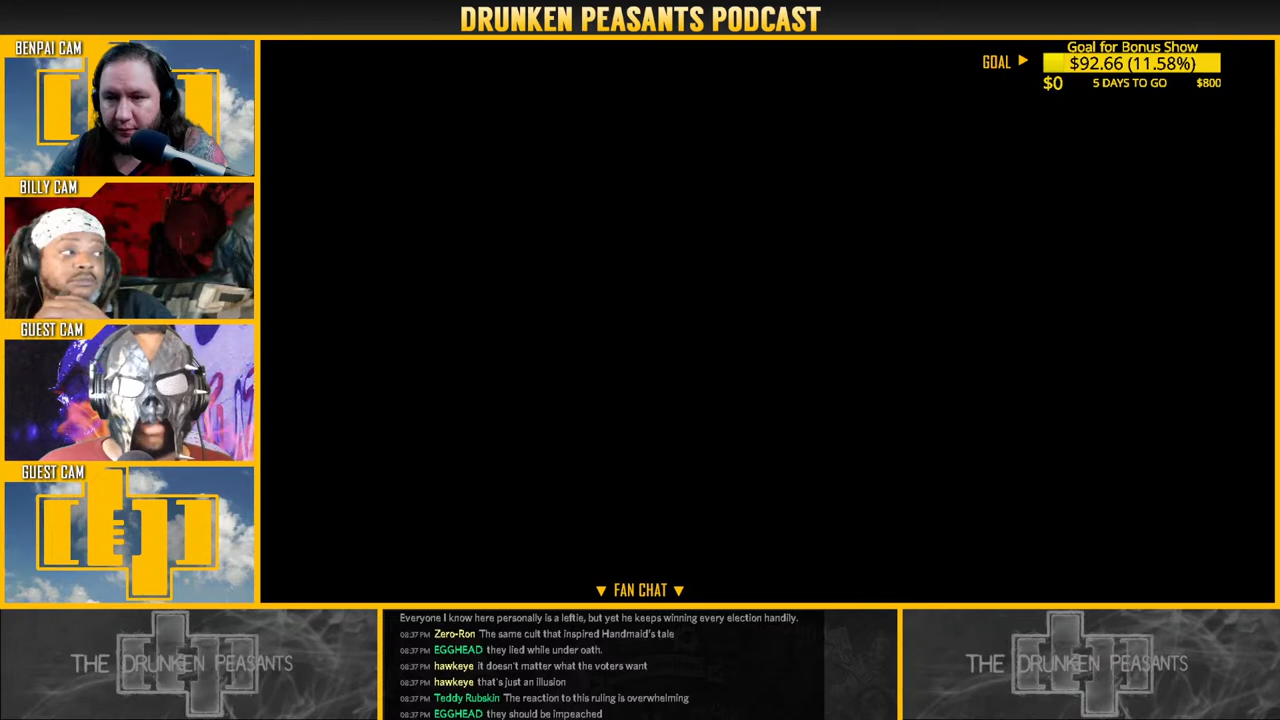 DRUNKEN PEASANTS PODCAST
BENPAI CAM
BILLY CAM
GUEST CAM
GUEST CAM
GOAL ▶
Goal for Bonus Show
$92.66 (11.58%)
$0 5 DAYS TO GO $800
▼ FAN CHAT ▼
Everyone I know here personally is a leftie, but yet he keeps winning every election handily.
08:37 PM Zero-Ron The same cult that inspired Handmaid's tale
08:37 PM EGGHEAD they lied while under oath.
08:37 PM hawkeye it doesn't matter what the voters want
08:37 PM hawkeye that's just an illusion
08:37 PM Teddy Rubskin The reaction to this ruling is overwhelming
08:37 PM EGGHEAD they should be impeached
THE DRUNKEN PEASANTS
THE DRUNKEN PEASANTS